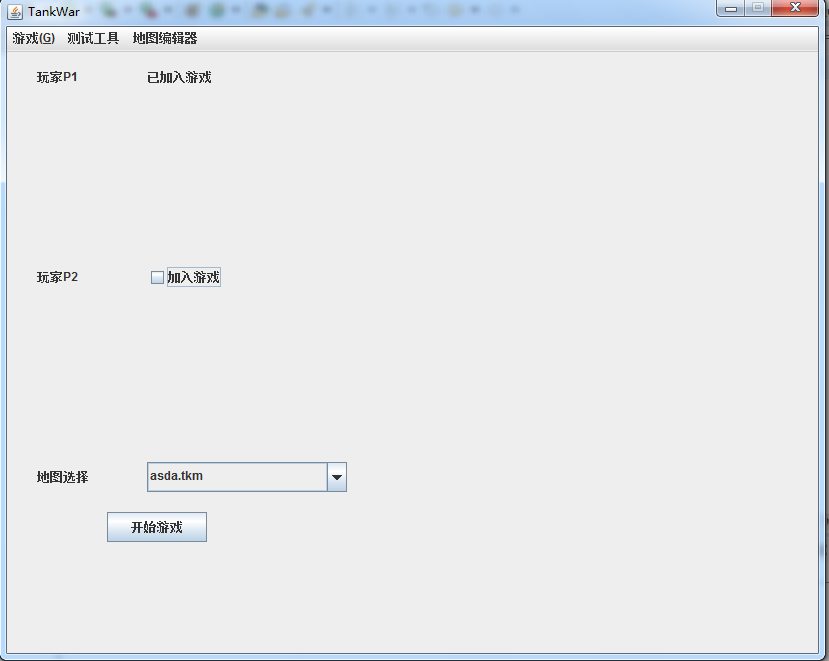 TankWar
游戏(G) 测试工具 地图编辑器
玩家P1 已加入游戏
玩家P2 加入游戏
地图选择 asda.tkm
开始游戏